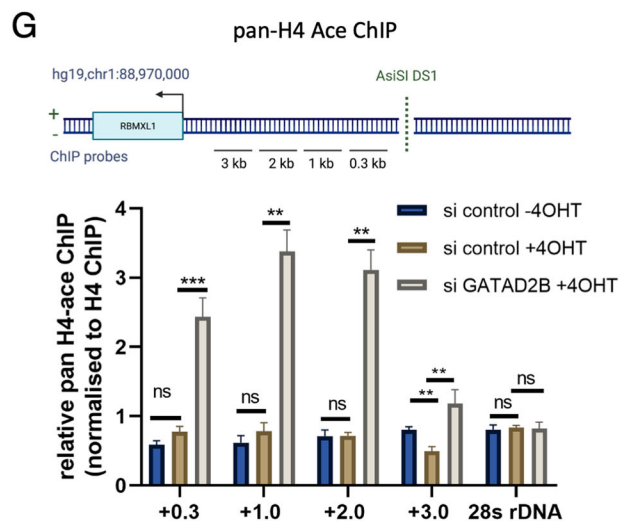 G
pan-H4 Ace ChIP
hg19,chr1:88,970,000
AsiSI DS1
+
-
RBMXL1
ChIP probes
3 kb 2 kb 1 kb 0.3 kb
relative pan H4-ace ChIP
(normalised to H4 ChIP)
4
3
2
1
0
si control -4OHT
si control +4OHT
si GATAD2B +4OHT
ns *** ns ** ns ** ** ** ns ns
+0.3 +1.0 +2.0 +3.0 28s rDNA